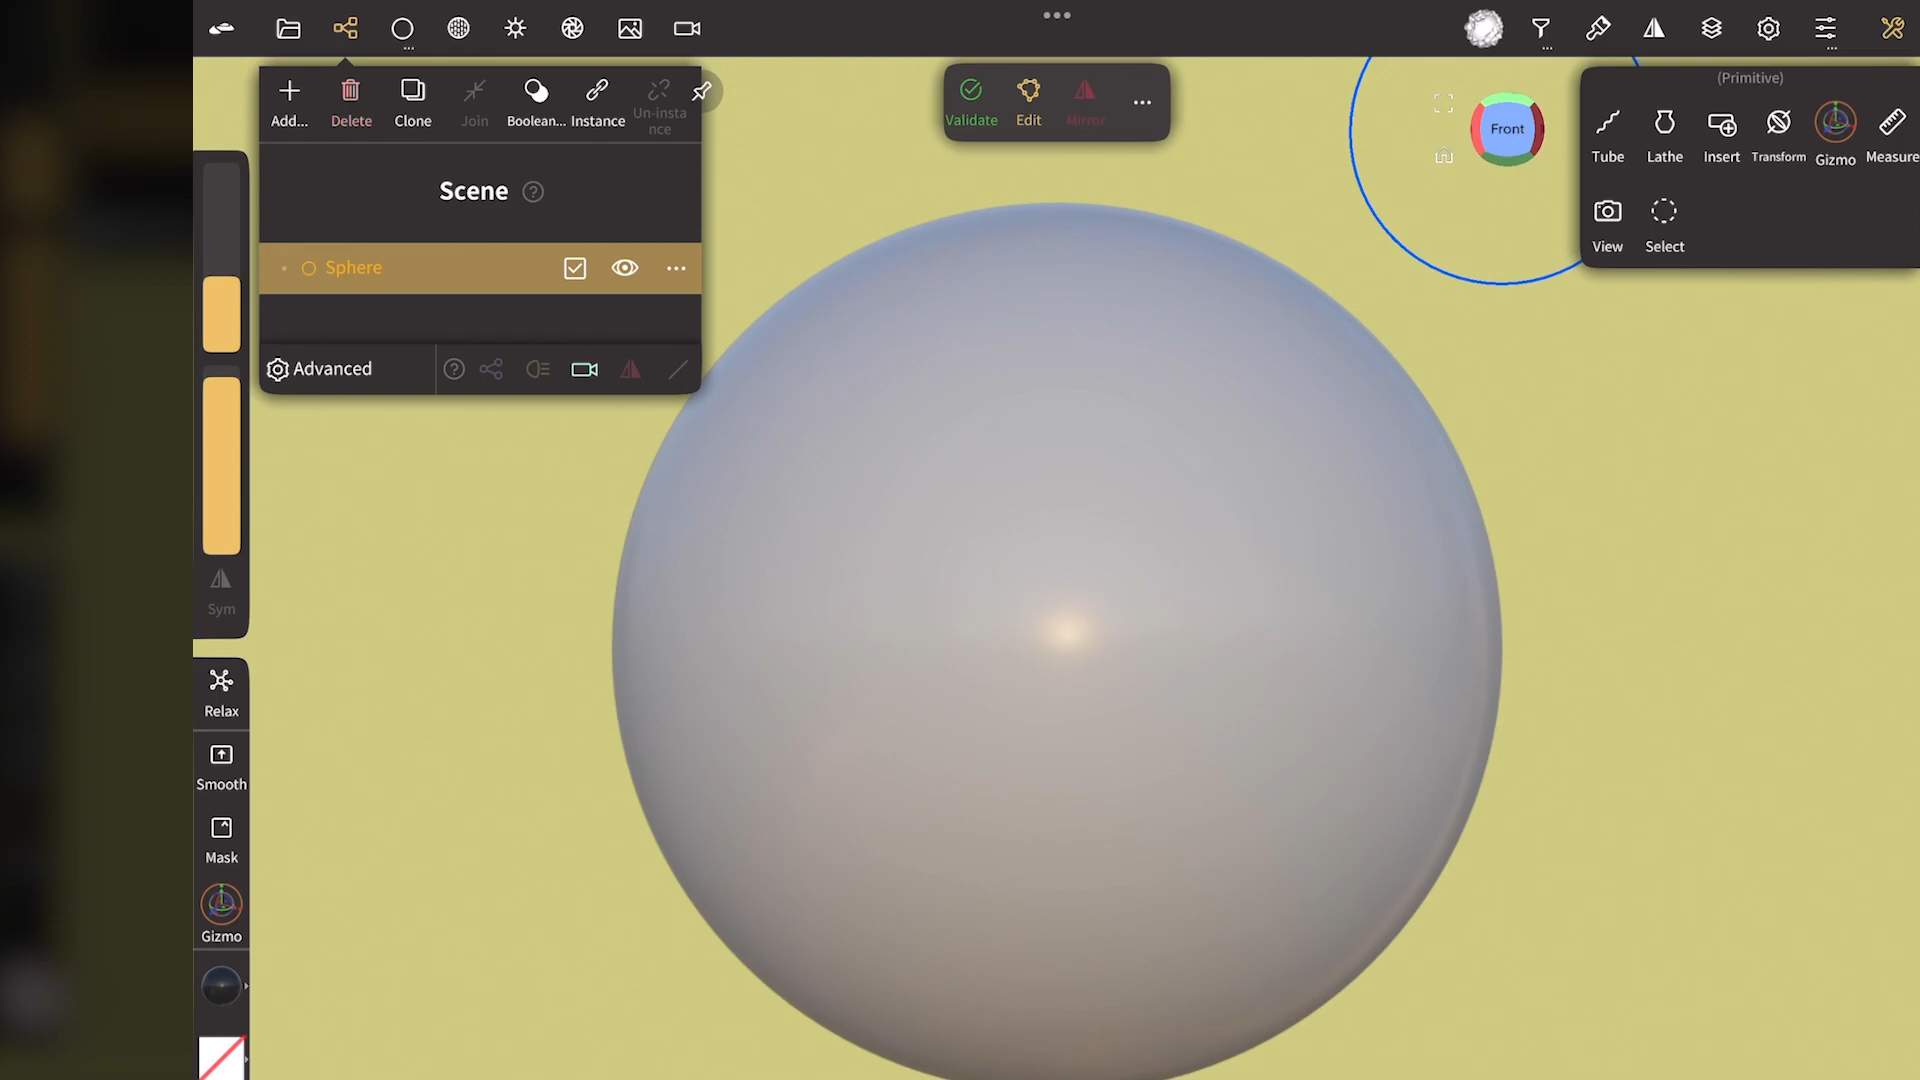 Add...
Delete
Clone
Join
Boolean...
Instance
Un-insta
nce
Validate
Edit
Mirror
Front
(Primitive)
Tube
Lathe
Insert
Transform
Gizmo
Measure
View
Select
Scene
Sphere
Advanced
Sym
Relax
Smooth
Mask
Gizmo